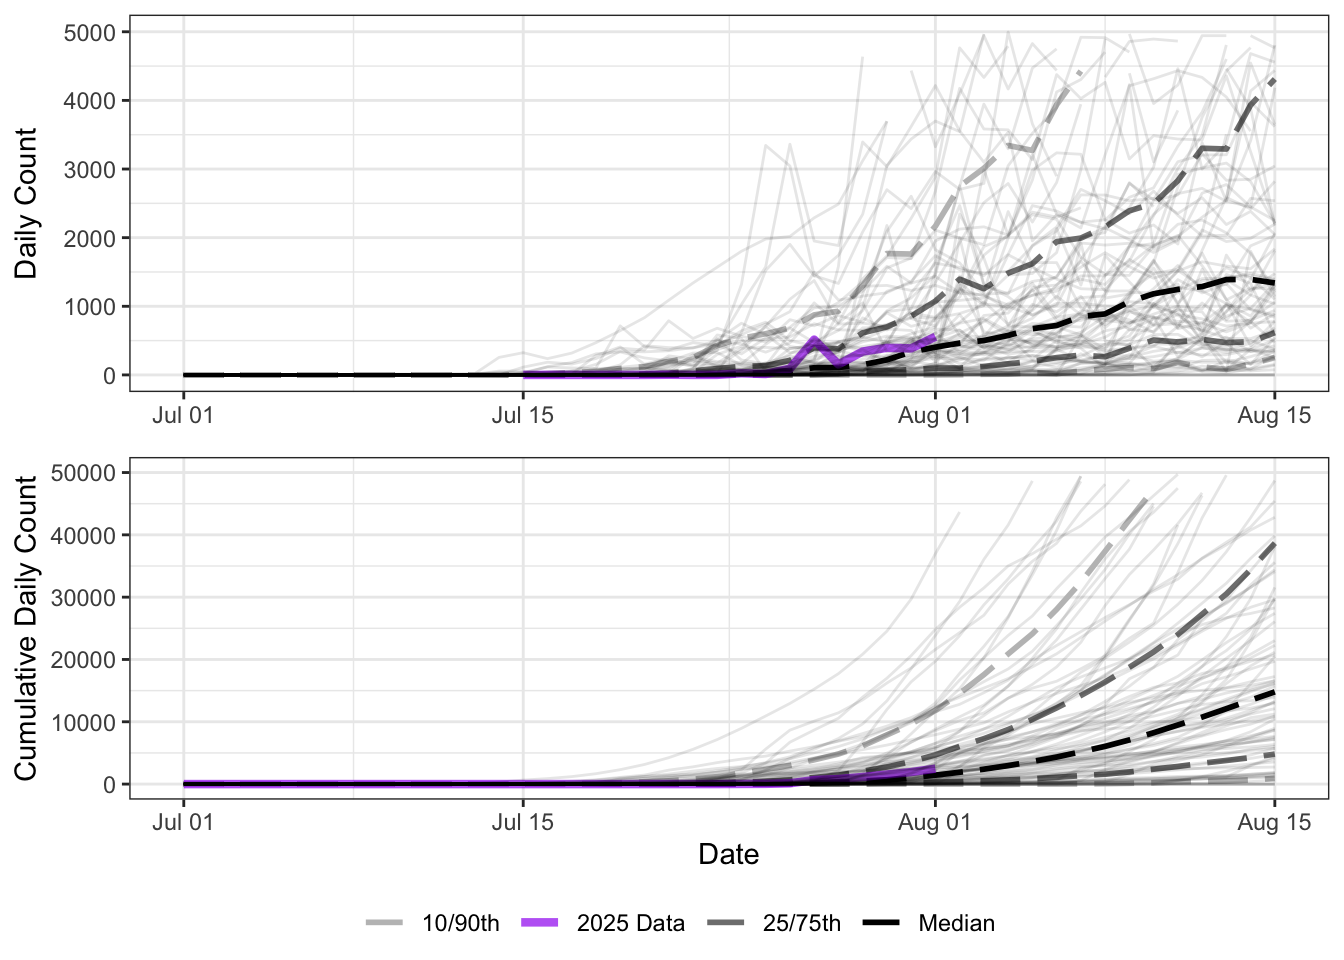 Daily Count
5000
4000
3000
2000
1000
0
Jul 01 Jul 15 Aug 01 Aug 15
Cumulative Daily Count
50000
40000
30000
20000
10000
0
Jul 01 Jul 15 Aug 01 Aug 15
Date
10/90th 2025 Data 25/75th Median